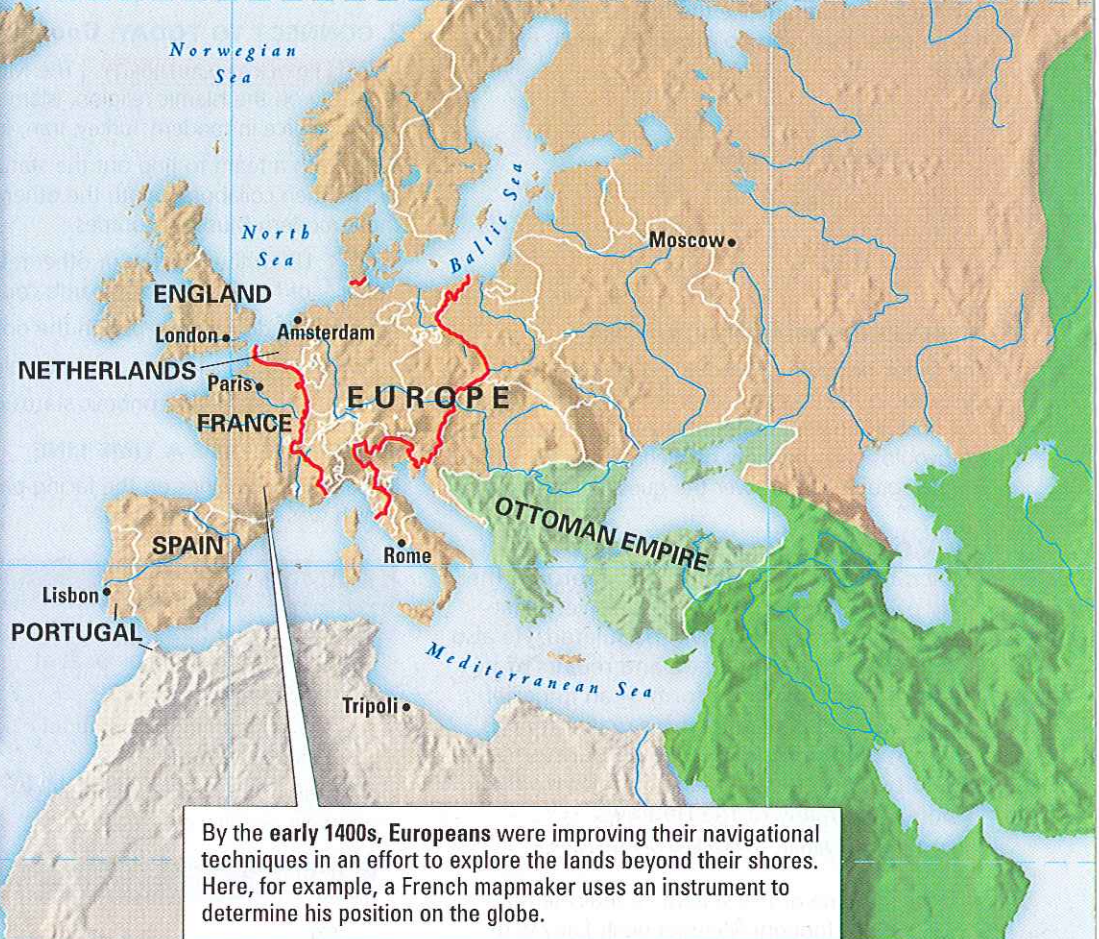 Norwegian
Sea
North
Sea
Baltic Sea
Moscow
ENGLAND
London
Amsterdam
NETHERLANDS
Paris
EUROPE
FRANCE
OTTOMAN EMPIRE
SPAIN
Rome
Lisbon
PORTUGAL
Mediterranean Sea
Tripoli
By the early 1400s, Europeans were improving their navigational
techniques in an effort to explore the lands beyond their shores.
Here, for example, a French mapmaker uses an instrument to
determine his position on the globe.